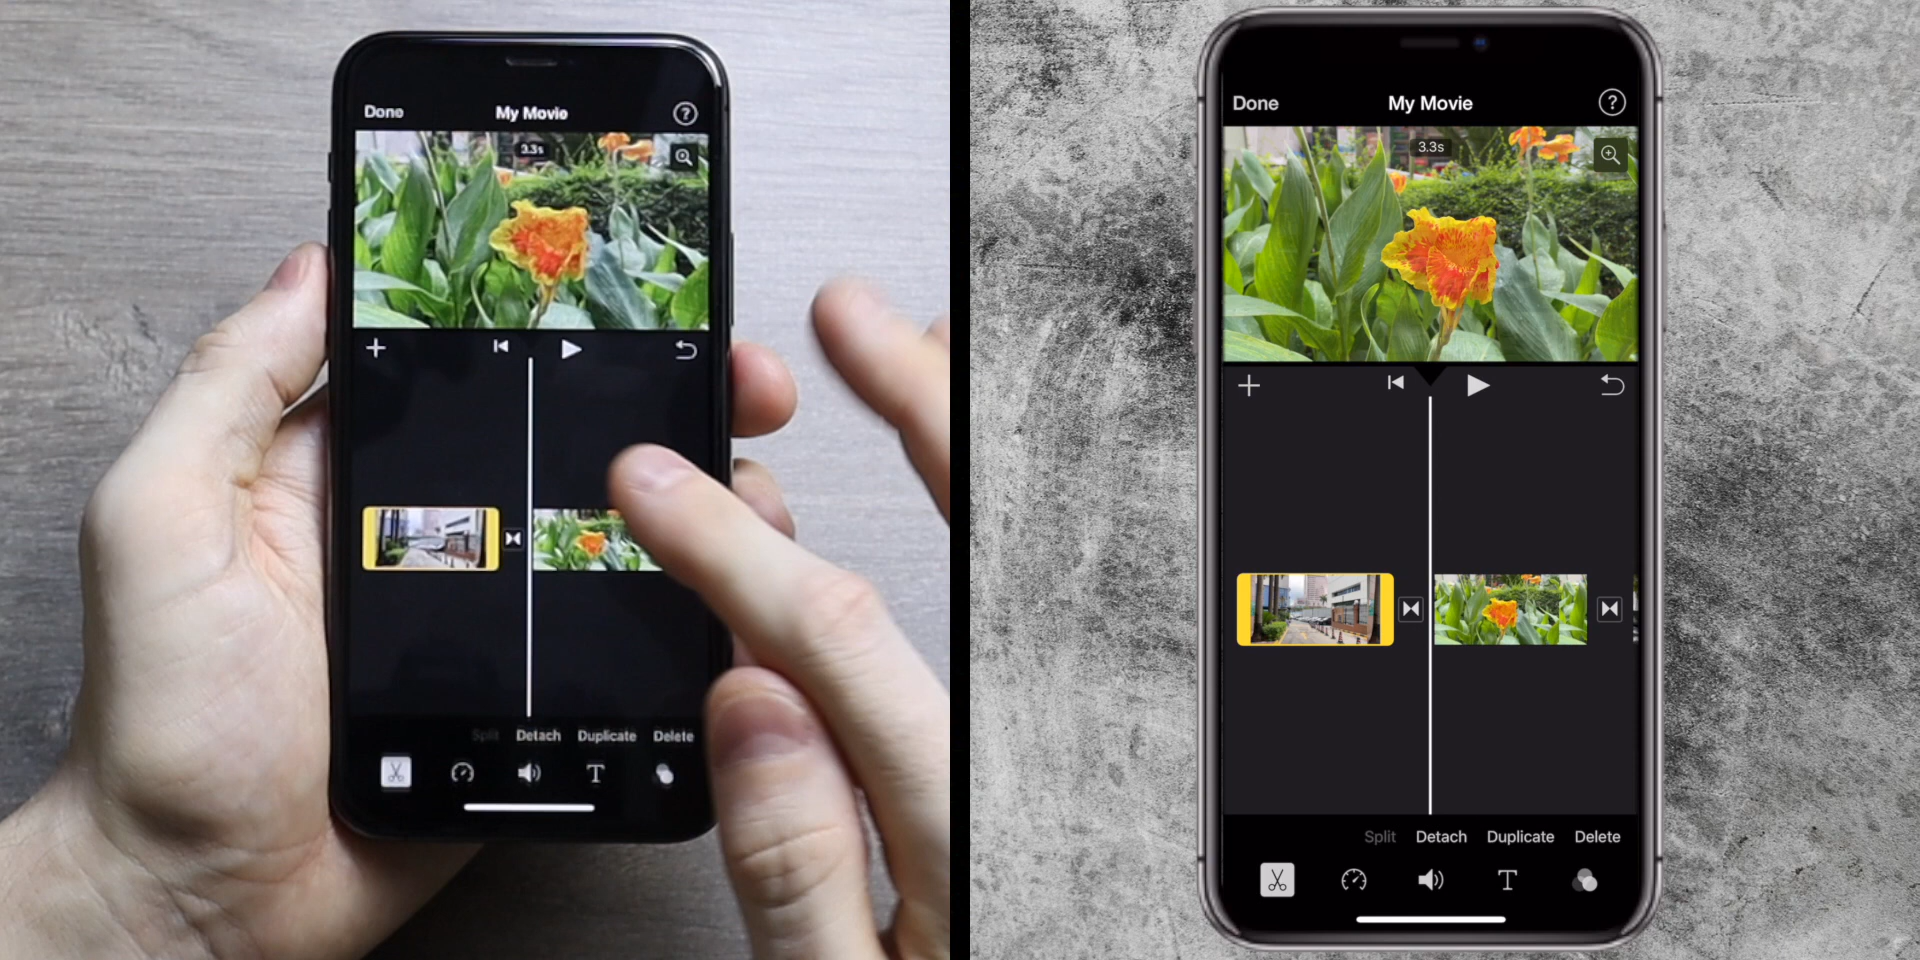 Done My Movie ?
3.3s
Split Detach Duplicate Delete
T
Done My Movie ?
3.3s
Split Detach Duplicate Delete
T